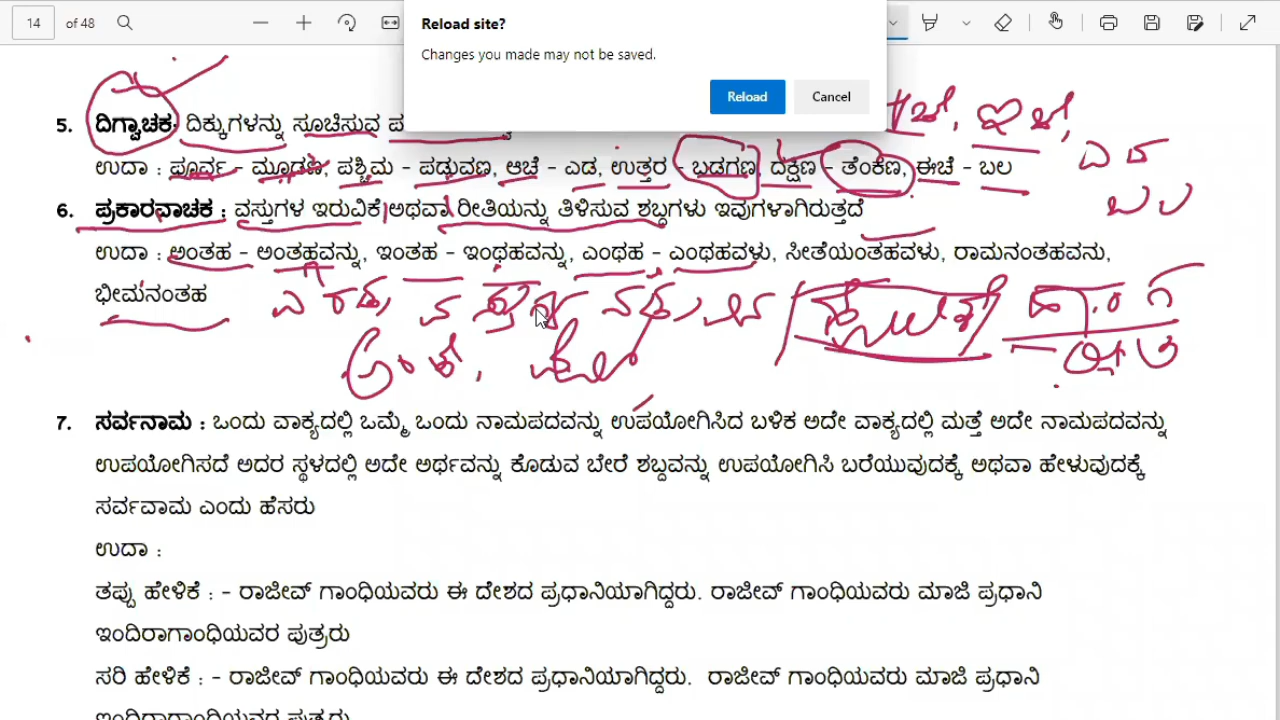 14 of 48
Reload site?
Changes you made may not be saved.
Reload Cancel
5. ದಿಗ್ವಾಚಕ: ದಿಕ್ಕುಗಳನ್ನು ಸೂಚಿಸುವ
ಉದಾ : ಪೂರ್ವ - ಮೂಡಣ, ಪಶ್ಚಿಮ - ಪಡುವಣ, ಆಚೆ - ಎಡ, ಉತ್ತರ - ಬಡಗಣ, ದಕ್ಷಿಣ - ತೆಂಕಣ, ಈಚೆ - ಬಲ
ಎಡ
ಬಲ
6. ಪ್ರಕಾರವಾಚಕ : ವಸ್ತುಗಳ ಇರುವಿಕೆ ಅಥವಾ ರೀತಿಯನ್ನು ತಿಳಿಸುವ ಶಬ್ದಗಳು ಇವುಗಳಾಗಿರುತ್ತದೆ
ಉದಾ : ಅಂತಹ - ಅಂತಹವನ್ನು, ಇಂತಹ - ಇಂಥಹವನ್ನು, ಎಂಥಹ - ಎಂಥಹವಳು, ಸೀತೆಯಂತಹವಳು, ರಾಮನಂತಹವನು,
ಭೀಮನಂತಹ
7. ಸರ್ವನಾಮ : ಒಂದು ವಾಕ್ಯದಲ್ಲಿ ಒಮ್ಮೆ ಒಂದು ನಾಮಪದವನ್ನು ಉಪಯೋಗಿಸಿದ ಬಳಿಕ ಅದೇ ವಾಕ್ಯದಲ್ಲಿ ಮತ್ತೆ ಅದೇ ನಾಮಪದವನ್ನು
ಉಪಯೋಗಿಸದೆ ಅದರ ಸ್ಥಳದಲ್ಲಿ ಅದೇ ಅರ್ಥವನ್ನು ಕೊಡುವ ಬೇರೆ ಶಬ್ದವನ್ನು ಉಪಯೋಗಿಸಿ ಬರೆಯುವುದಕ್ಕೆ ಅಥವಾ ಹೇಳುವುದಕ್ಕೆ
ಸರ್ವವಾಮ ಎಂದು ಹೆಸರು
ಉದಾ :
ತಪ್ಪು ಹೇಳಿಕೆ : - ರಾಜೀವ್ ಗಾಂಧಿಯವರು ಈ ದೇಶದ ಪ್ರಧಾನಿಯಾಗಿದ್ದರು. ರಾಜೀವ್ ಗಾಂಧಿಯವರು ಮಾಜಿ ಪ್ರಧಾನಿ
ಇಂದಿರಾಗಾಂಧಿಯವರ ಪುತ್ರರು
ಸರಿ ಹೇಳಿಕೆ : - ರಾಜೀವ್ ಗಾಂಧಿಯವರು ಈ ದೇಶದ ಪ್ರಧಾನಿಯಾಗಿದ್ದರು. ರಾಜೀವ್ ಗಾಂಧಿಯವರು ಮಾಜಿ ಪ್ರಧಾನಿ
ಇಂದಿರಾಗಾಂಧಿಯವರ ಪುತ್ರರು